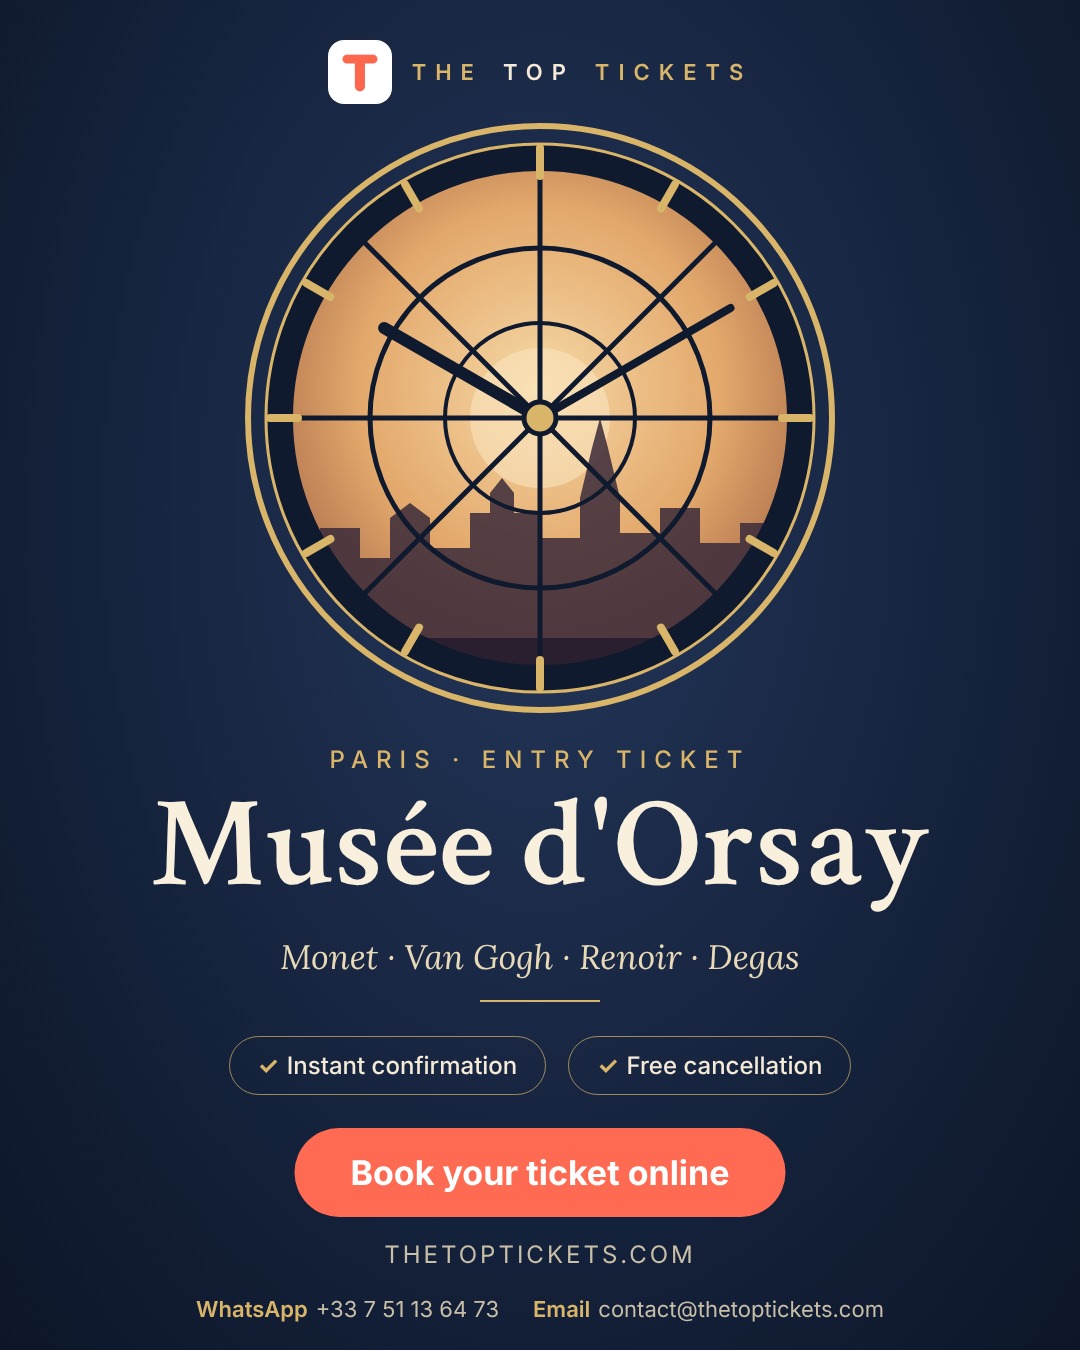 T THE TOP TICKETS
PARIS · ENTRY TICKET
Musée d'Orsay
Monet · Van Gogh · Renoir · Degas
✓ Instant confirmation ✓ Free cancellation
Book your ticket online
THETOPTICKETS.COM
WhatsApp +33 7 51 13 64 73 Email contact@thetoptickets.com